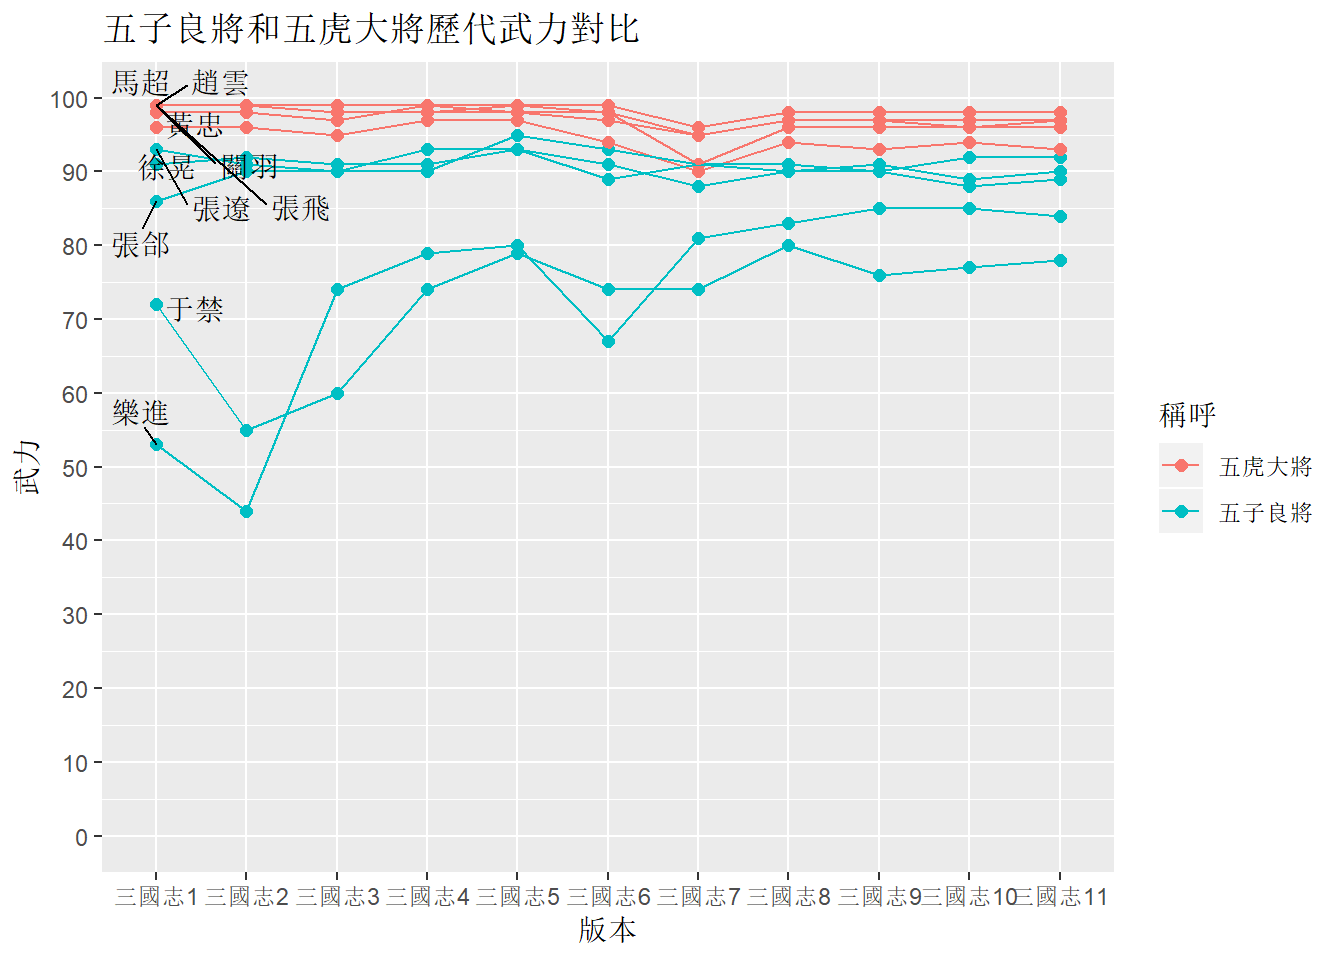 五子良將和五虎大將歷代武力對比
馬超
趙雲
黃忠
徐晃
關羽
張遼
張飛
張郃
于禁
樂進
武力
100
90
80
70
60
50
40
30
20
10
0
三國志1
三國志2
三國志3
三國志4
三國志5
三國志6
三國志7
三國志8
三國志9
三國志10
三國志11
版本
稱呼
五虎大將
五子良將